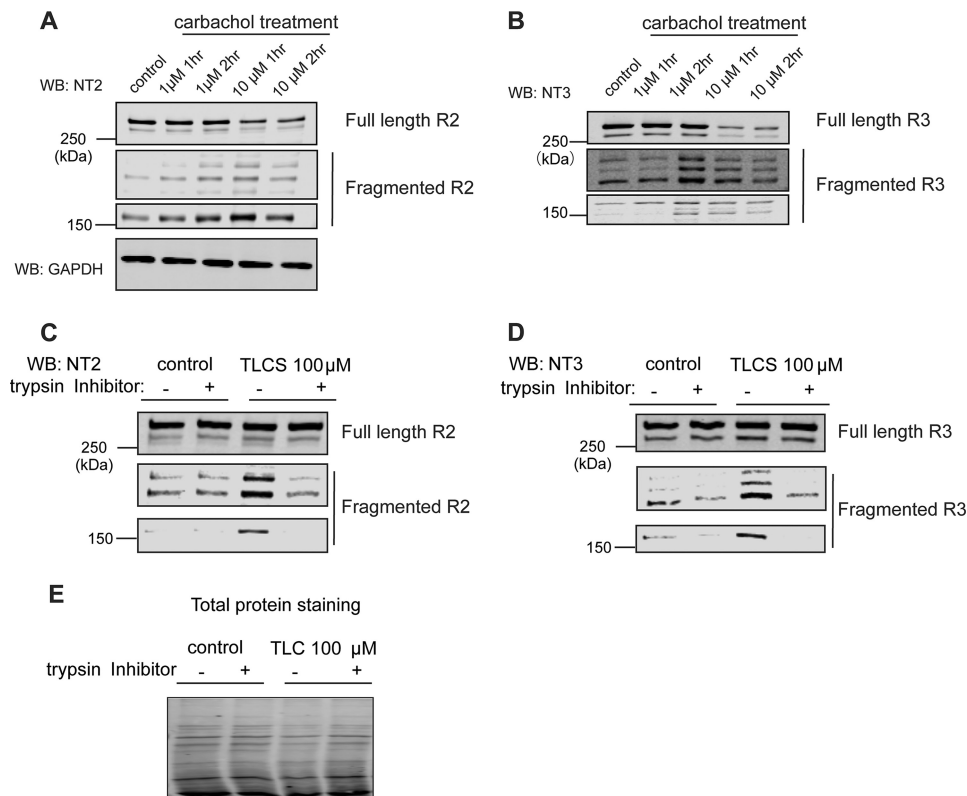 A
carbachol treatment
WB: NT2
control
1µM 1hr
1µM 2hr
10 µM 1hr
10 µM 2hr
Full length R2
250
(kDa)
Fragmented R2
150
WB: GAPDH
B
carbachol treatment
WB: NT3
control
1µM 1hr
1µM 2hr
10 µM 1hr
10 µM 2hr
Full length R3
250
(kDa)
Fragmented R3
150
C
WB: NT2
control
TLCS 100 µM
trypsin Inhibitor:
- + - +
Full length R2
250
(kDa)
Fragmented R2
150
D
WB: NT3
control
TLCS 100 µM
trypsin Inhibitor:
- + - +
Full length R3
250
(kDa)
Fragmented R3
150
E
Total protein staining
control
TLC 100 µM
trypsin Inhibitor
- + - +